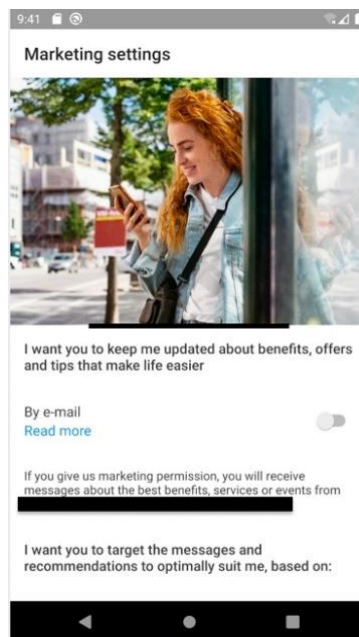 9:41
Marketing settings
I want you to keep me updated about benefits, offers
and tips that make life easier
By e-mail
Read more
If you give us marketing permission, you will receive
messages about the best benefits, services or events from
I want you to target the messages and
recommendations to optimally suit me, based on: